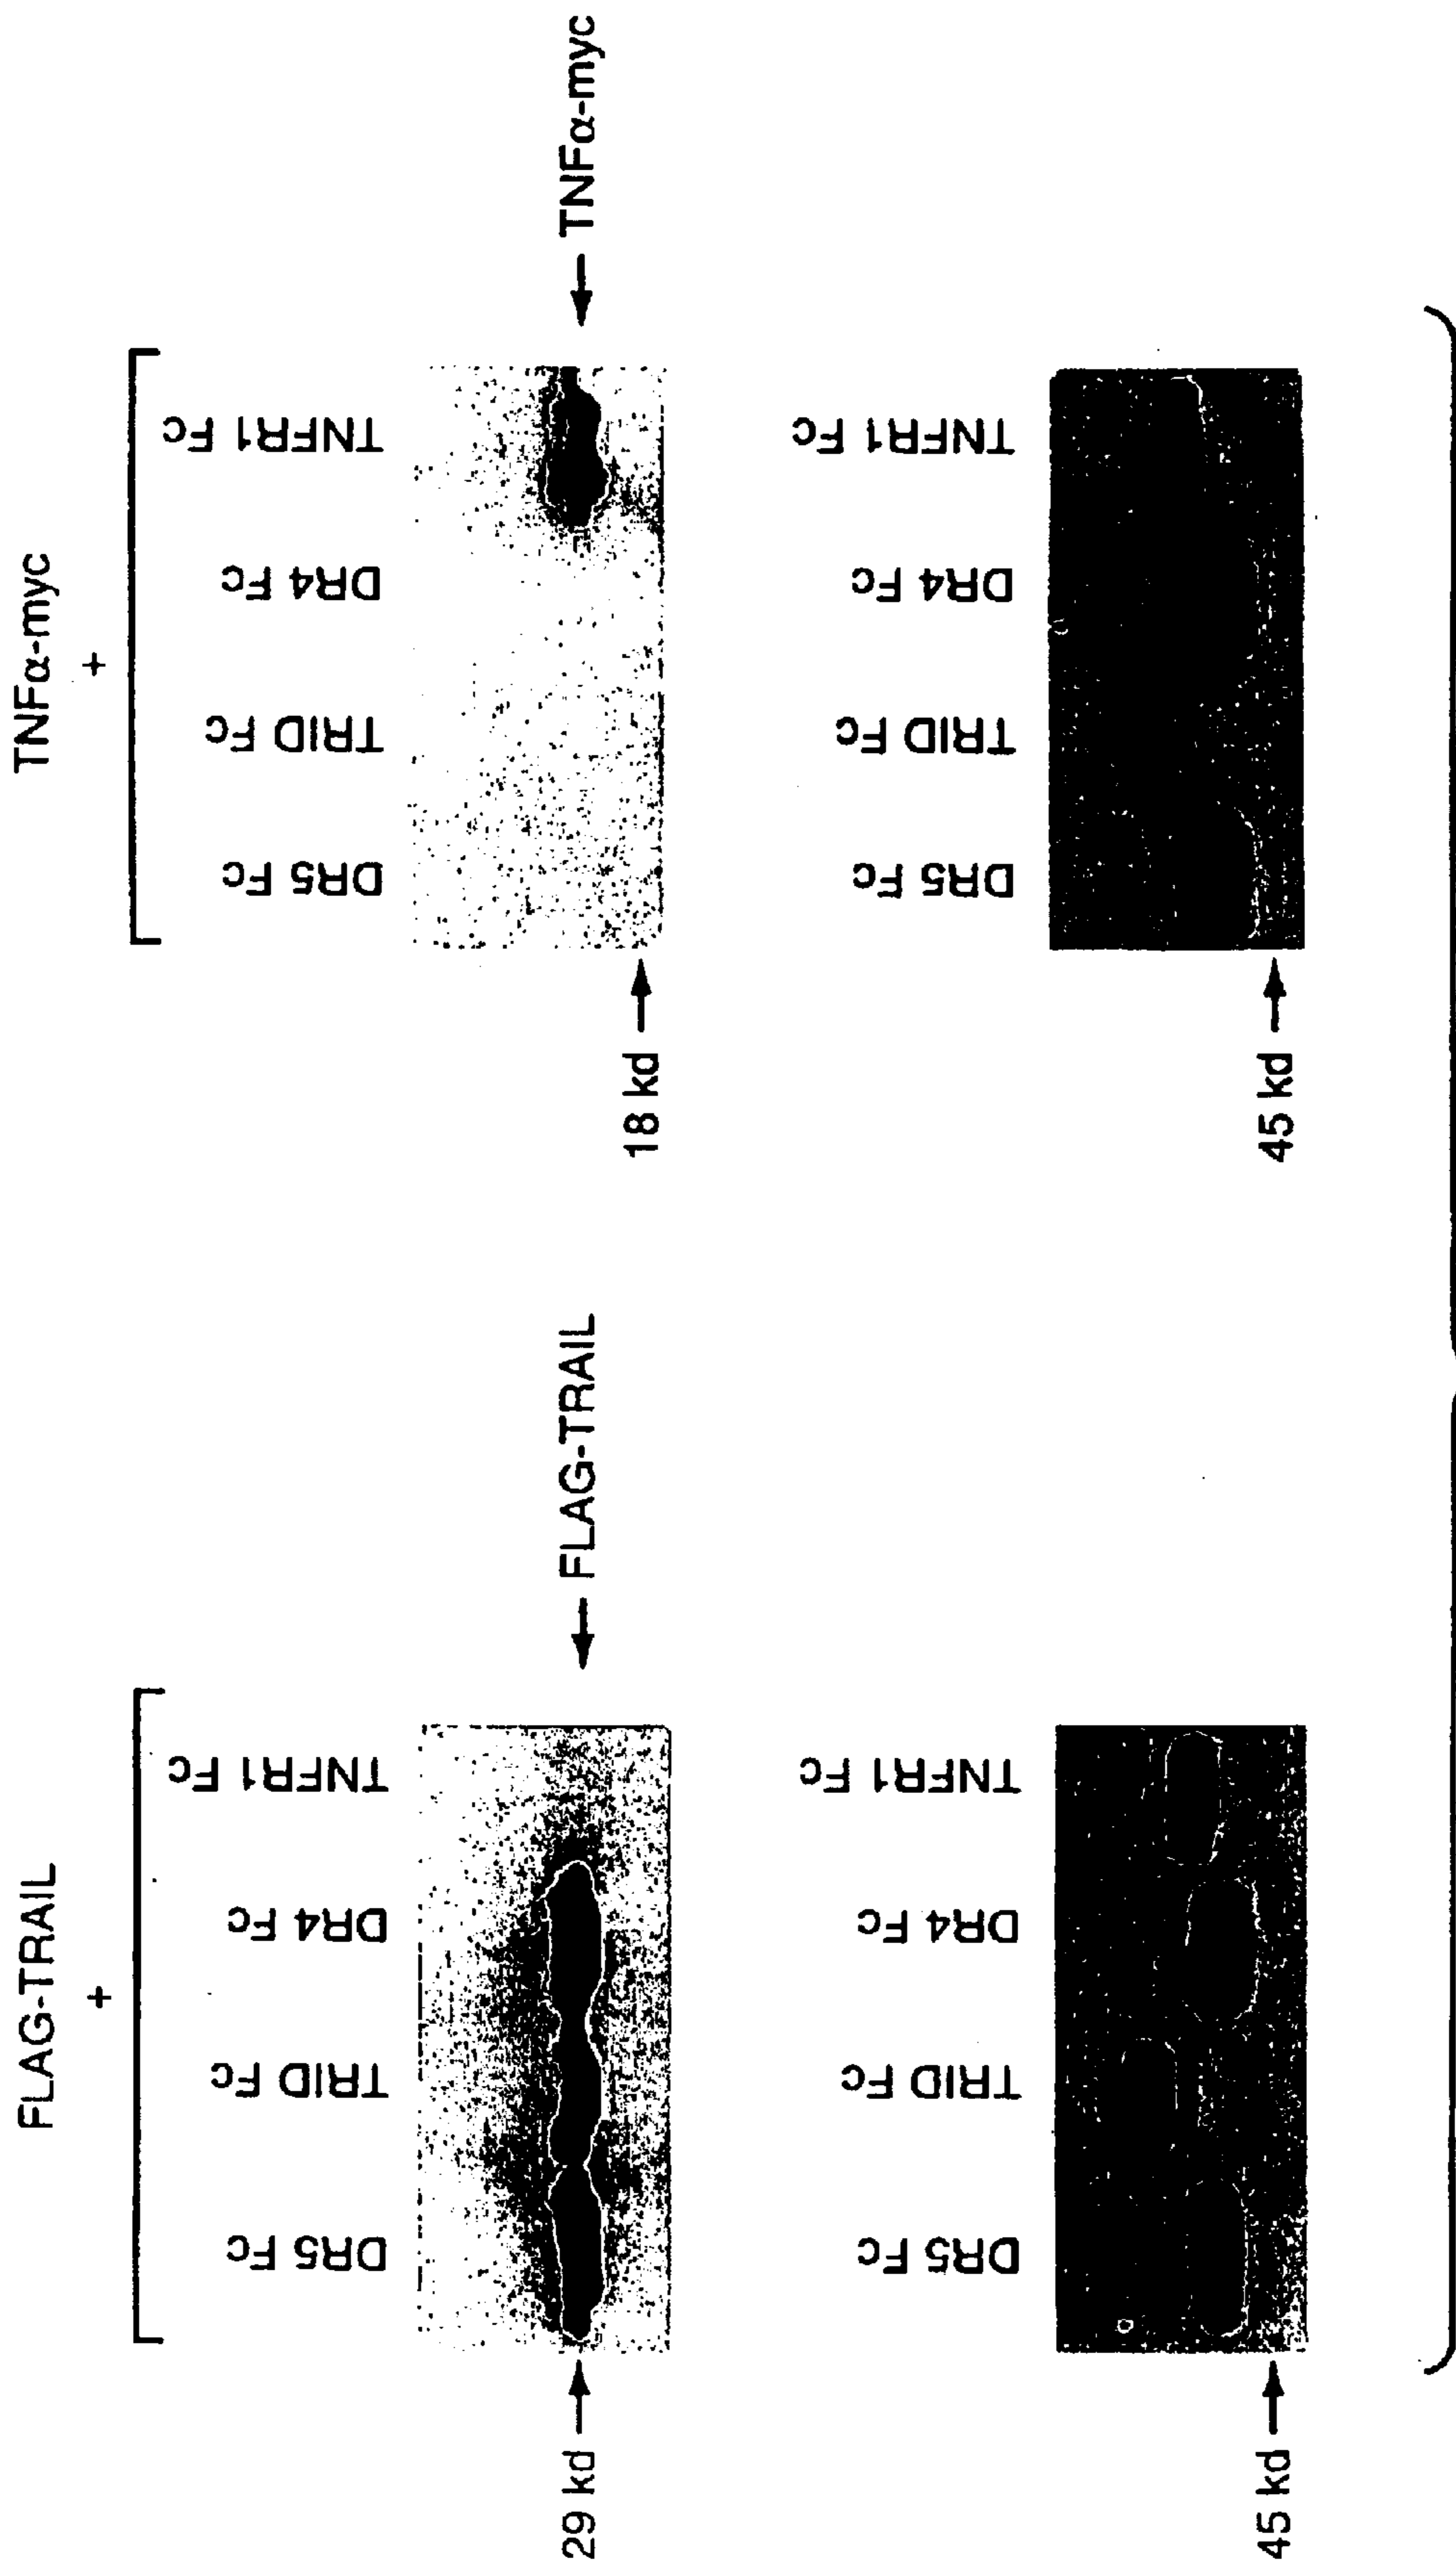 FLAG-TRAIL
+
DR5 Fc
TRID Fc
DR4 Fc
TNFR1 Fc
29 kd
FLAG-TRAIL
DR5 Fc
TRID Fc
DR4 Fc
TNFR1 Fc
45 kd
TNFα-myc
+
DR5 Fc
TRID Fc
DR4 Fc
TNFR1 Fc
18 kd
TNFα-myc
DR5 Fc
TRID Fc
DR4 Fc
TNFR1 Fc
45 kd